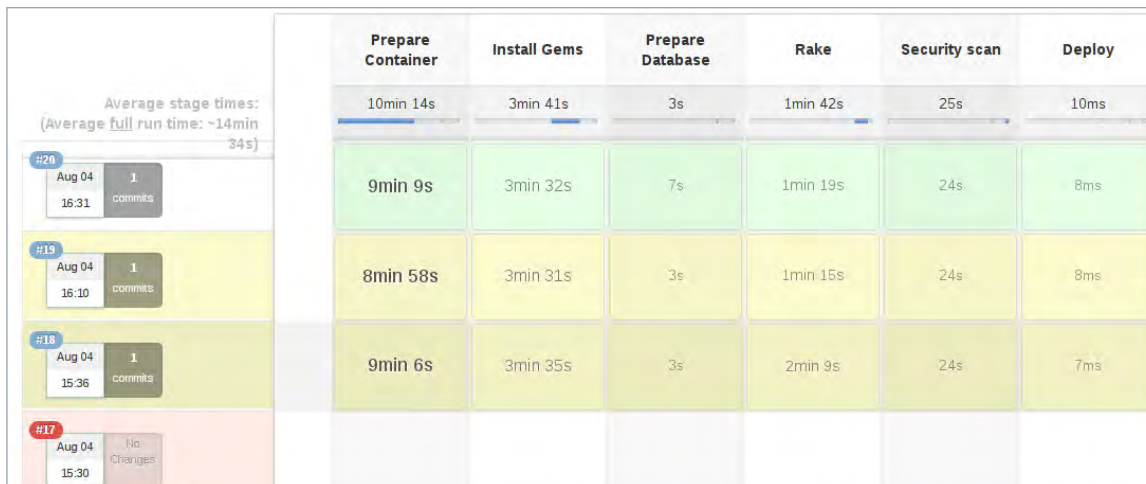 Prepare Container
Install Gems
Prepare Database
Rake
Security scan
Deploy
Average stage times:
(Average full run time: ~14min 34s)
10min 14s
3min 41s
3s
1min 42s
25s
10ms
#20
Aug 04
16:31
1
commits
9min 9s
3min 32s
7s
1min 19s
24s
8ms
#19
Aug 04
16:10
1
commits
8min 58s
3min 31s
3s
1min 15s
24s
8ms
#18
Aug 04
15:36
1
commits
9min 6s
3min 35s
3s
2min 9s
24s
7ms
#17
Aug 04
15:30
No
Changes